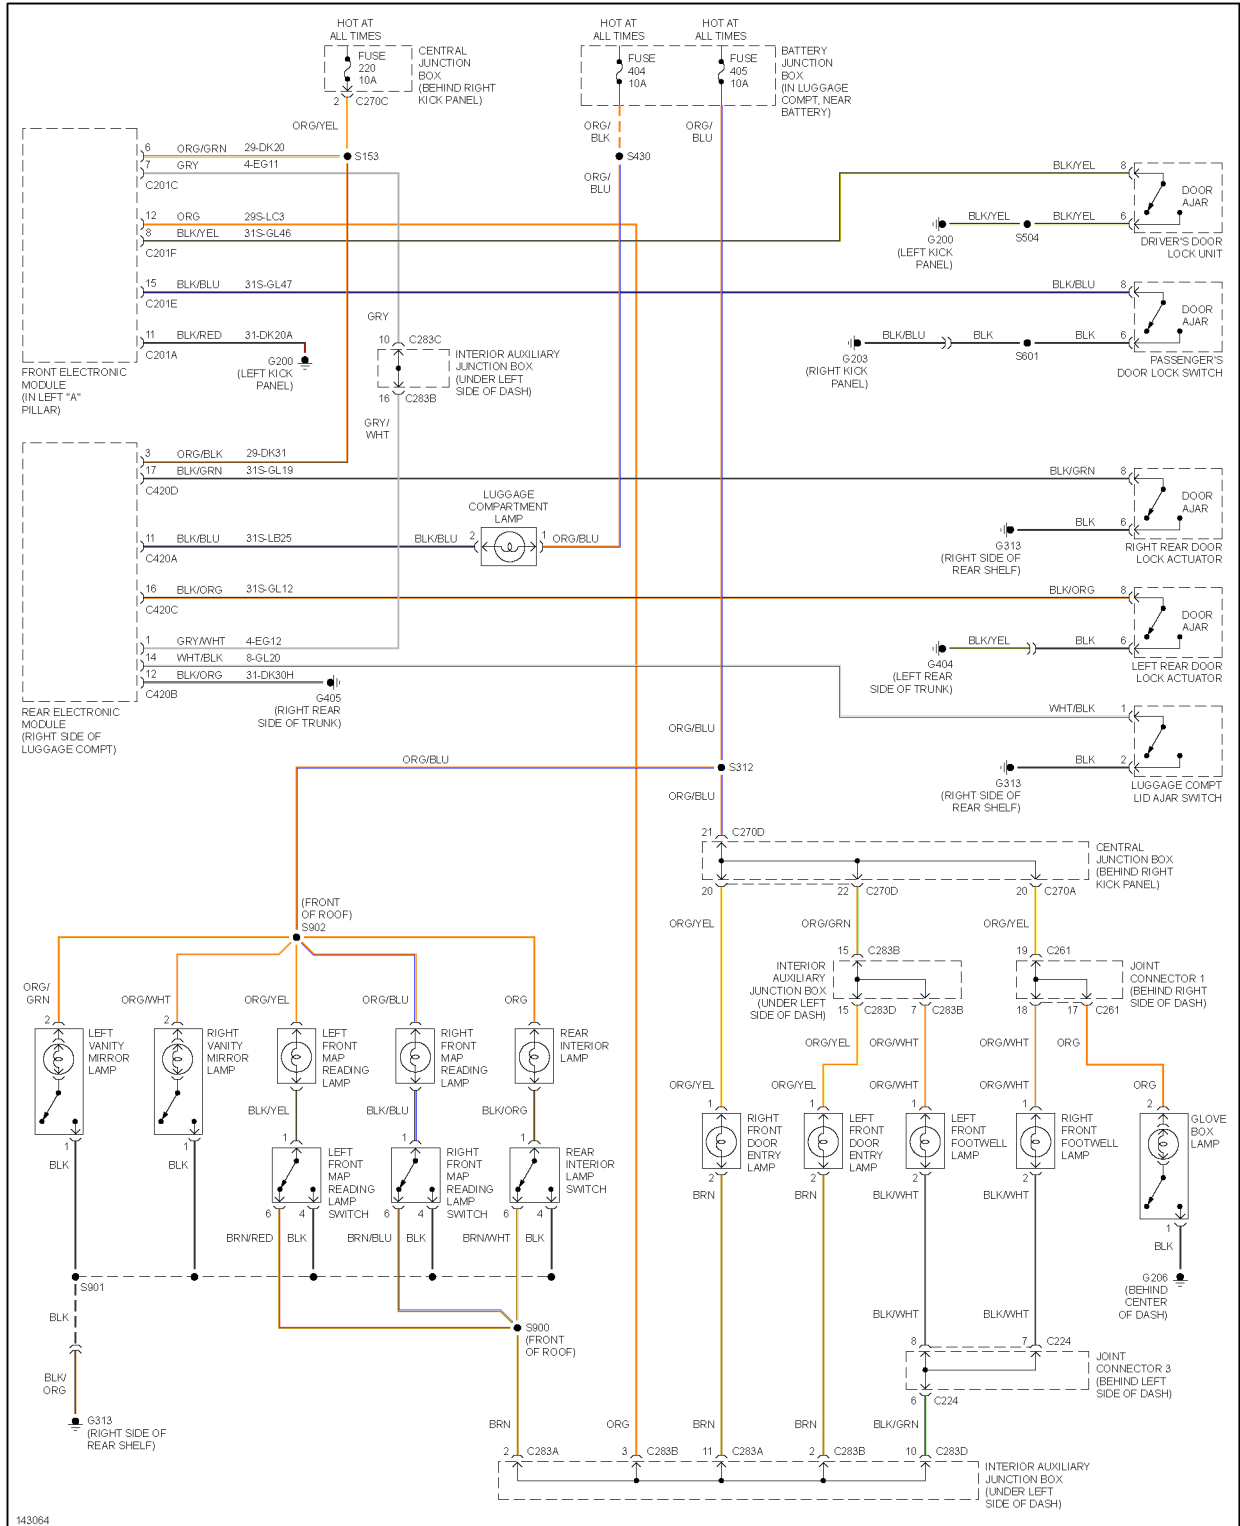 HOT AT
ALL TIMES
FUSE
220
10A
CENTRAL
JUNCTION
BOX
(BEHIND RIGHT
KICK PANEL)
2 C270C
ORG/YEL
S153
HOT AT
ALL TIMES
HOT AT
ALL TIMES
FUSE
404
10A
FUSE
405
10A
BATTERY
JUNCTION
BOX
(IN LUGGAGE
COMPT, NEAR
BATTERY)
ORG/
BLK
ORG/
BLU
S430
ORG/
BLU
6 ORG/GRN 29-DK20
7 GRY 4-EG11
C201C
12 ORG 29S-LC3
8 BLK/YEL 31S-GL46
C201F
15 BLK/BLU 31S-GL47
C201E
11 BLK/RED 31-DK20A
C201A
G200
(LEFT KICK
PANEL)
FRONT ELECTRONIC
MODULE
(IN LEFT "A"
PILLAR)
GRY
10 C283C
INTERIOR AUXILIARY
JUNCTION BOX
(UNDER LEFT
SIDE OF DASH)
16 C283B
GRY/
WHT
BLK/YEL 8
DOOR
AJAR
BLK/YEL BLK/YEL 6
G200
(LEFT KICK
PANEL)
S504
DRIVER'S DOOR
LOCK UNIT
BLK/BLU 8
DOOR
AJAR
BLK/BLU BLK BLK 6
G203
(RIGHT KICK
PANEL)
S601
PASSENGER'S
DOOR LOCK SWITCH
3 ORG/BLK 29-DK31
17 BLK/GRN 31S-GL19
C420D
11 BLK/BLU 31S-LB25
C420A
16 BLK/ORG 31S-GL12
C420C
1 GRY/WHT 4-EG12
14 WHT/BLK 8-GL20
12 BLK/ORG 31-DK30H
C420B
G405
(RIGHT REAR
SIDE OF TRUNK)
REAR ELECTRONIC
MODULE
(RIGHT SIDE OF
LUGGAGE COMPT)
LUGGAGE
COMPARTMENT
LAMP
BLK/BLU 2 1 ORG/BLU
BLK/GRN 8
DOOR
AJAR
BLK 6
G313
(RIGHT SIDE OF
REAR SHELF)
RIGHT REAR DOOR
LOCK ACTUATOR
BLK/ORG 8
DOOR
AJAR
BLK/YEL BLK 6
G404
(LEFT REAR
SIDE OF TRUNK)
LEFT REAR DOOR
LOCK ACTUATOR
WHT/BLK 1
BLK 2
G313
(RIGHT SIDE OF
REAR SHELF)
LUGGAGE COMPT
LID AJAR SWITCH
ORG/BLU
ORG/BLU
S312
ORG/BLU
21 C270D
CENTRAL
JUNCTION BOX
(BEHIND RIGHT
KICK PANEL)
20 22 C270D 20 C270A
ORG/YEL ORG/GRN ORG/YEL
15 C283B
INTERIOR
AUXILIARY
JUNCTION BOX
(UNDER LEFT
SIDE OF DASH)
15 C283D 7 C283B
19 C261
JOINT
CONNECTOR 1
(BEHIND RIGHT
SIDE OF DASH)
18 17 C261
ORG/YEL ORG/WHT ORG/WHT ORG
ORG/YEL ORG/YEL ORG/WHT ORG/WHT ORG
(FRONT
OF ROOF)
S902
ORG/
GRN
ORG/WHT ORG/YEL ORG/BLU ORG
2 LEFT
VANITY
MIRROR
LAMP
2 RIGHT
VANITY
MIRROR
LAMP
LEFT
FRONT
MAP
READING
LAMP
RIGHT
FRONT
MAP
READING
LAMP
REAR
INTERIOR
LAMP
BLK/YEL BLK/BLU BLK/ORG
1 1 1 1 1
BLK BLK
LEFT
FRONT
MAP
READING
LAMP
SWITCH
RIGHT
FRONT
MAP
READING
LAMP
SWITCH
REAR
INTERIOR
LAMP
SWITCH
6 4 6 4 6 4
BRN/RED BLK BRN/BLU BLK BRN/WHT BLK
S901
BLK
S900
(FRONT
OF ROOF)
BLK/
ORG
G313
(RIGHT SIDE OF
REAR SHELF)
1 RIGHT
FRONT
DOOR
ENTRY
LAMP
2
1 LEFT
FRONT
DOOR
ENTRY
LAMP
2
1 LEFT
FRONT
FOOTWELL
LAMP
2
1 RIGHT
FRONT
FOOTWELL
LAMP
2
2 GLOVE
BOX
LAMP
1
BRN BRN BLK/WHT BLK/WHT BLK
G206
(BEHIND
CENTER
OF DASH)
BLK/WHT BLK/WHT
8 7 C224
JOINT
CONNECTOR 3
(BEHIND LEFT
SIDE OF DASH)
6 C224
BRN ORG BRN BRN BLK/GRN
2 C283A 3 C283B 11 C283A 2 C283B 10 C283D
INTERIOR AUXILIARY
JUNCTION BOX
(UNDER LEFT
SIDE OF DASH)
143064